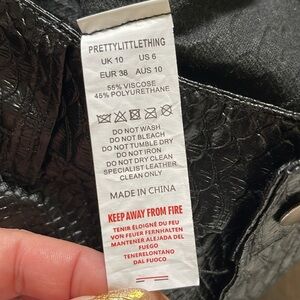 PRETTYLITTLETHING
UK 10 US 6
EUR 38 AUS 10
55% VISCOSE
45% POLYURETHANE
DO NOT WASH
DO NOT BLEACH
DO NOT TUMBLE DRY
DO NOT IRON
DO NOT DRY CLEAN
SPECIALIST LEATHER
CLEAN ONLY
MADE IN CHINA
KEEP AWAY FROM FIRE
TENIR ÉLOIGNÉ DU FEU
VON FEUER FERNHALTEN
MANTENER ALEJADA DEL
FUEGO
TENERELONTANO
DAL FUOCO